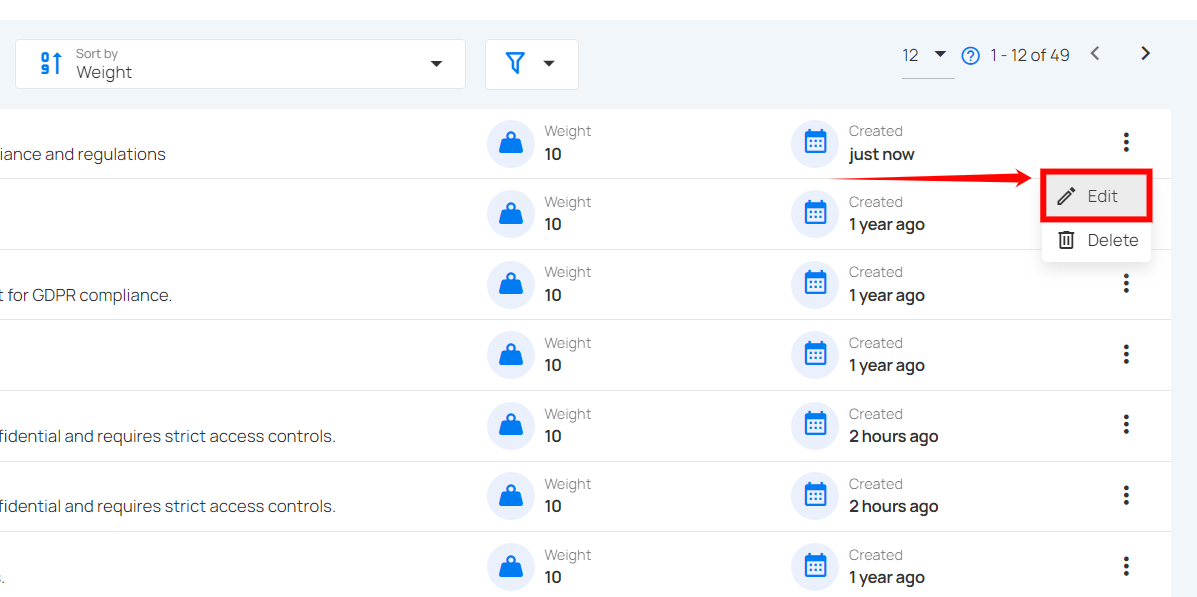 Sort by
Weight
12
1 - 12 of 49
iance and regulations
Weight
10
Created
just now
Edit
Delete
Weight
10
Created
1 year ago
t for GDPR compliance.
Weight
10
Created
1 year ago
Weight
10
Created
1 year ago
fidential and requires strict access controls.
Weight
10
Created
2 hours ago
fidential and requires strict access controls.
Weight
10
Created
2 hours ago
Weight
10
Created
1 year ago